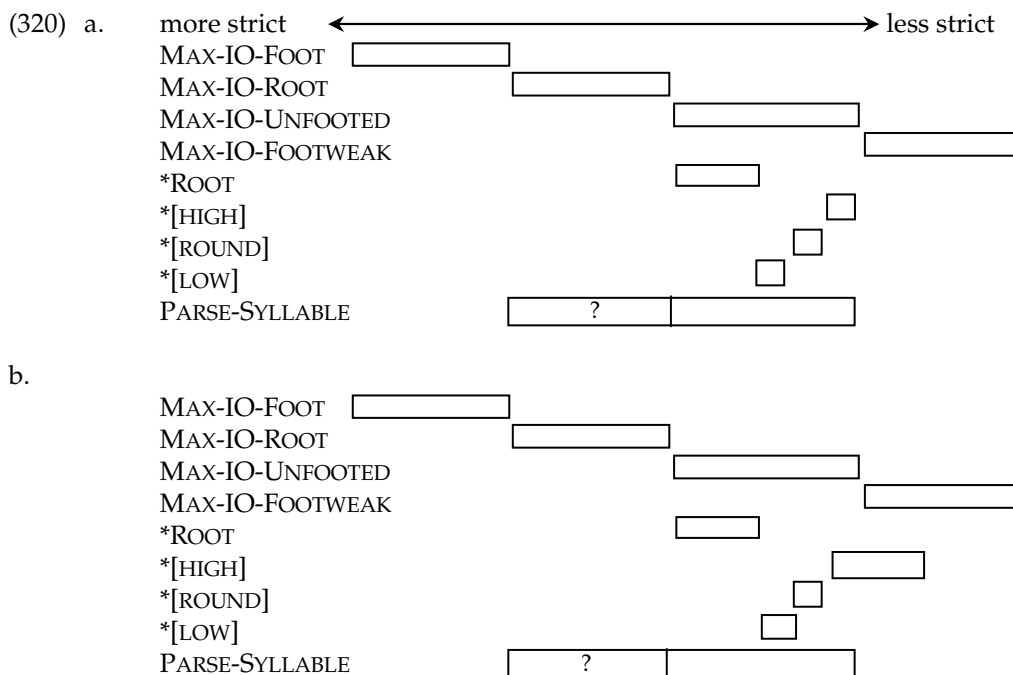 (320) a. more strict less strict
MAX-IO-FOOT
MAX-IO-ROOT
MAX-IO-UNFOOTED
MAX-IO-FOOTWEAK
*ROOT
*[HIGH]
*[ROUND]
*[LOW]
PARSE-SYLLABLE ?
b.
MAX-IO-FOOT
MAX-IO-ROOT
MAX-IO-UNFOOTED
MAX-IO-FOOTWEAK
*ROOT
*[HIGH]
*[ROUND]
*[LOW]
PARSE-SYLLABLE ?